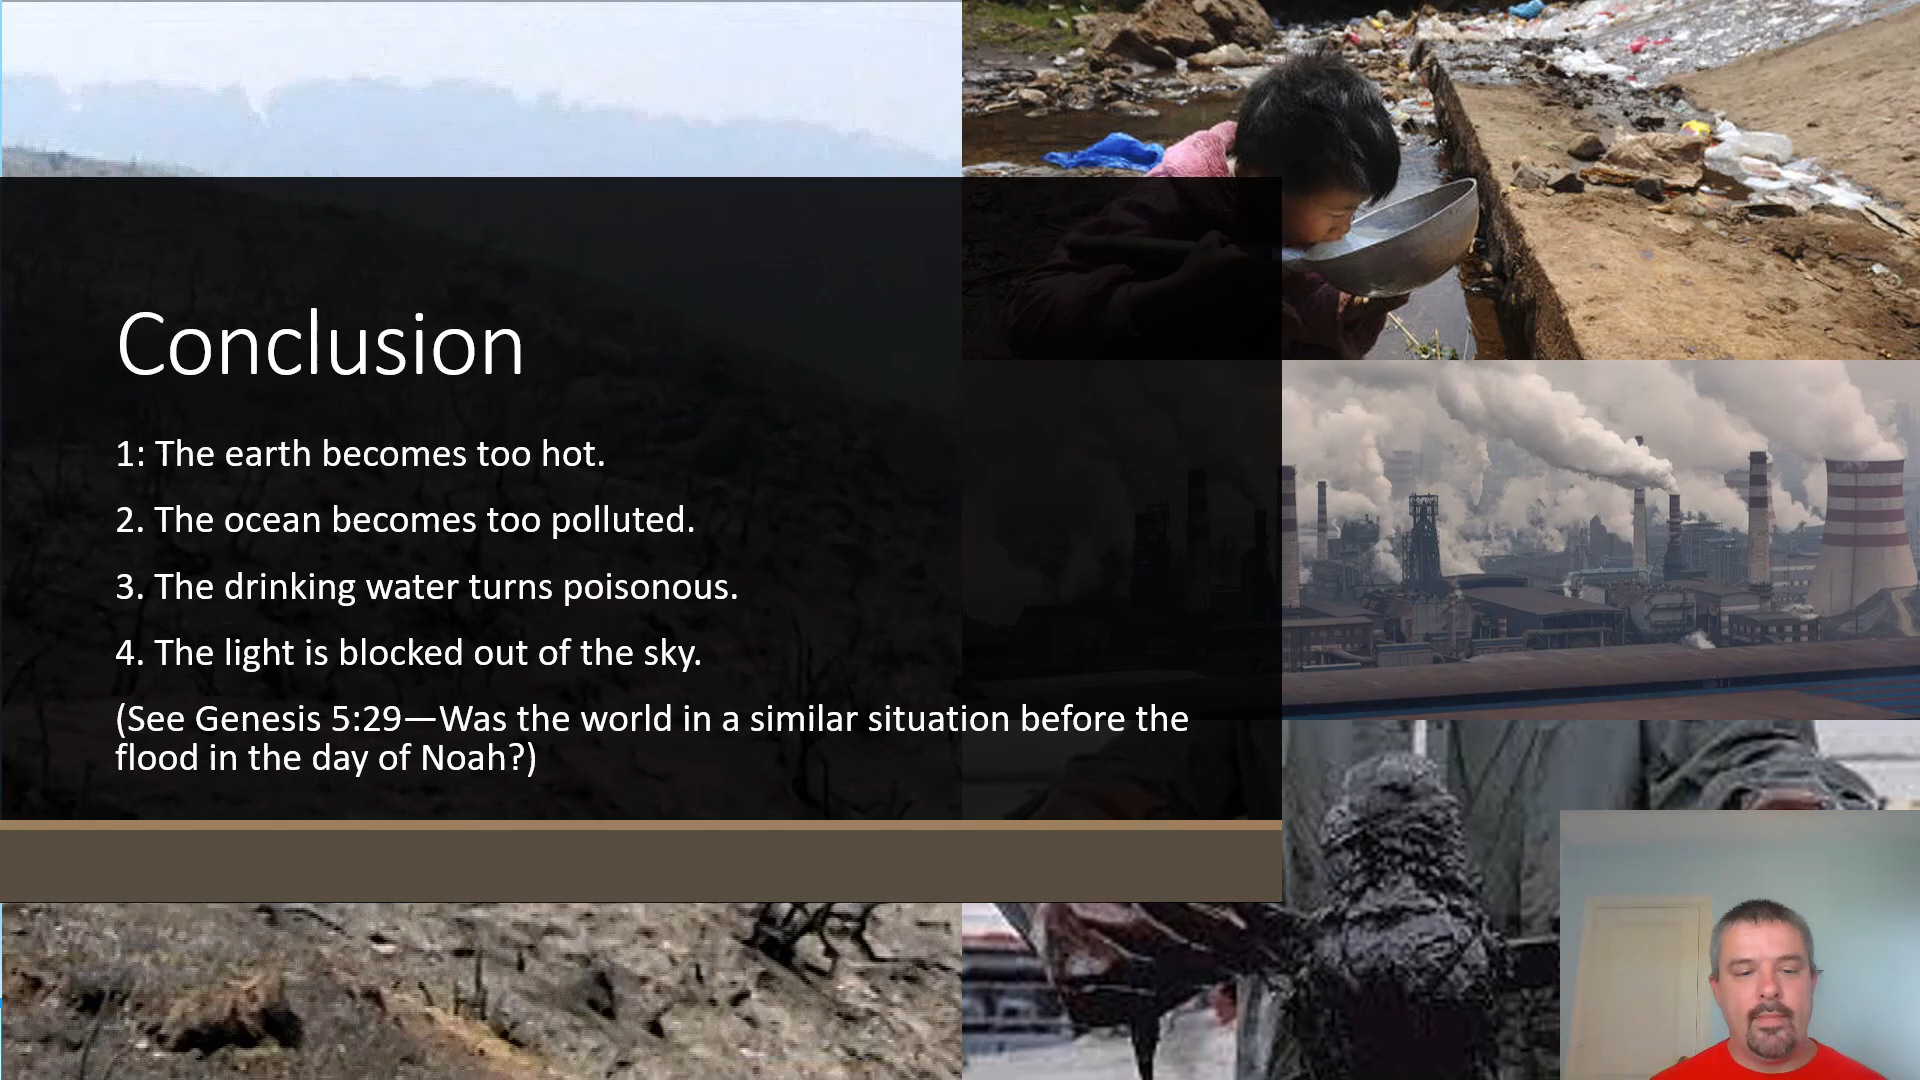 Conclusion
1: The earth becomes too hot.
2. The ocean becomes too polluted.
3. The drinking water turns poisonous.
4. The light is blocked out of the sky.
(See Genesis 5:29—Was the world in a similar situation before the
flood in the day of Noah?)